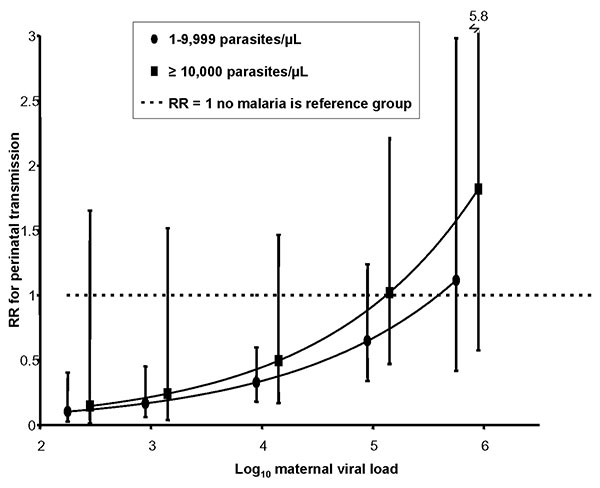 5.8
3
1-9,999 parasites/µL
≥ 10,000 parasites/µL
RR = 1 no malaria is reference group
2.5
2
1.5
1
0.5
0
RR for perinatal transmission
2 3 4 5 6
Log10 maternal viral load